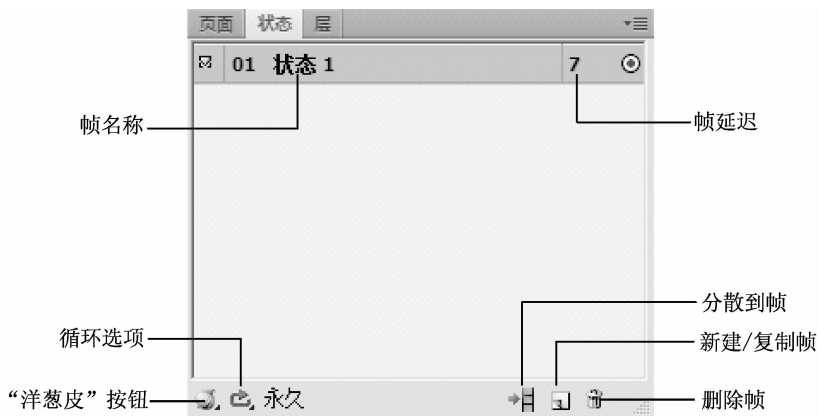 页面 状态 层
01 状态 1 7
帧名称
帧延迟
分散到帧
循环选项
新建/复制帧
“洋葱皮”按钮
永久
删除帧